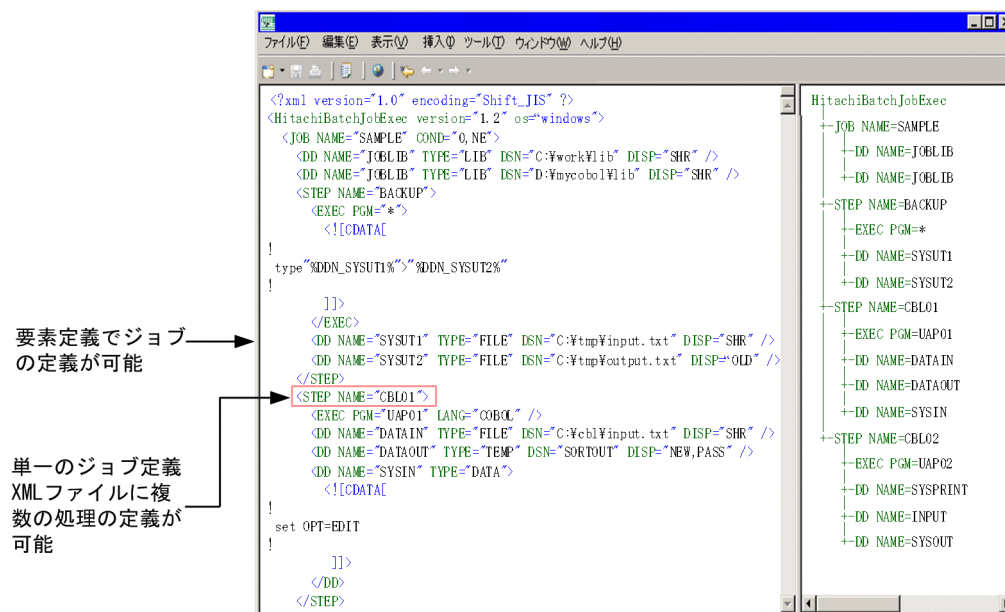 ファイル(F) 編集(E) 表示(V) 挿入(I) ツール(T) ウィンドウ(W) ヘルプ(H)
<?xml version="1.0" encoding="Shift_JIS" ?>
<HitachiBatchJobExec version="1.2" os="windows">
<JOB NAME="SAMPLE" COND="0,NE">
<DD NAME="JOBLIB" TYPE="LIB" DSN="C:¥work¥lib" DISP="SHR" />
<DD NAME="JOBLIB" TYPE="LIB" DSN="D:¥mycobol¥lib" DISP="SHR" />
<STEP NAME="BACKUP">
<EXEC PGM="*">
<![CDATA[
!
type"%DDN_SYSUT1%">"%DDN_SYSUT2%"
!
]]>
</EXEC>
<DD NAME="SYSUT1" TYPE="FILE" DSN="C:¥tmp¥input.txt" DISP="SHR" />
<DD NAME="SYSUT2" TYPE="FILE" DSN="C:¥tmp¥output.txt" DISP="OLD" />
</STEP>
<STEP NAME="CBL01">
<EXEC PGM="UAP01" LANG="COBOL" />
<DD NAME="DATAIN" TYPE="FILE" DSN="C:¥cbl¥input.txt" DISP="SHR" />
<DD NAME="DATAOUT" TYPE="TEMP" DSN="SORTOUT" DISP="NEW,PASS" />
<DD NAME="SYSIN" TYPE="DATA">
<![CDATA[
!
set OPT=EDIT
!
]]>
</DD>
</STEP>
HitachiBatchJobExec
+-JOB NAME=SAMPLE
+-DD NAME=JOBLIB
+-DD NAME=JOBLIB
+-STEP NAME=BACKUP
+-EXEC PGM=*
+-DD NAME=SYSUT1
+-DD NAME=SYSUT2
+-STEP NAME=CBL01
+-EXEC PGM=UAP01
+-DD NAME=DATAIN
+-DD NAME=DATAOUT
+-DD NAME=SYSIN
+-STEP NAME=CBL02
+-EXEC PGM=UAP02
+-DD NAME=SYSPRINT
+-DD NAME=INPUT
+-DD NAME=SYSOUT
要素定義でジョブ
の定義が可能
単一のジョブ定義
XMLファイルに複
数の処理の定義が
可能